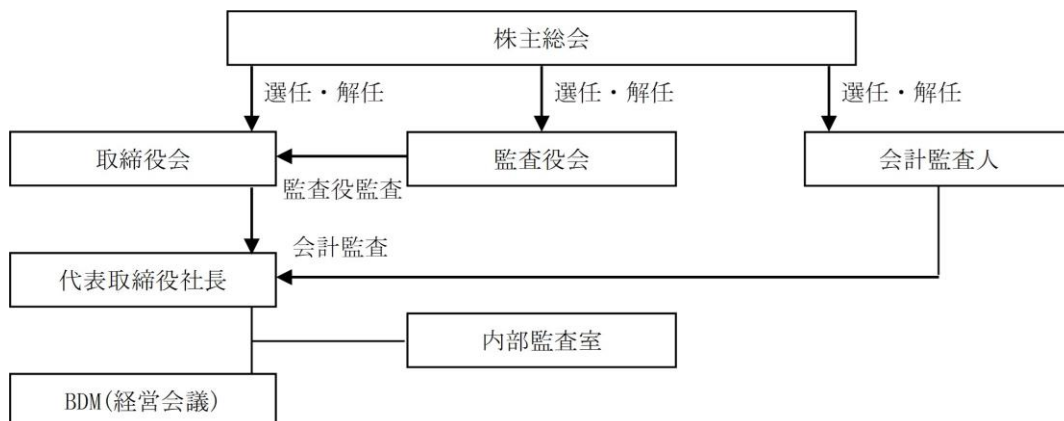 株主総会
選任・解任
選任・解任
選任・解任
取締役会
監査役会
会計監査人
監査役監査
会計監査
代表取締役社長
内部監査室
BDM(経営会議)